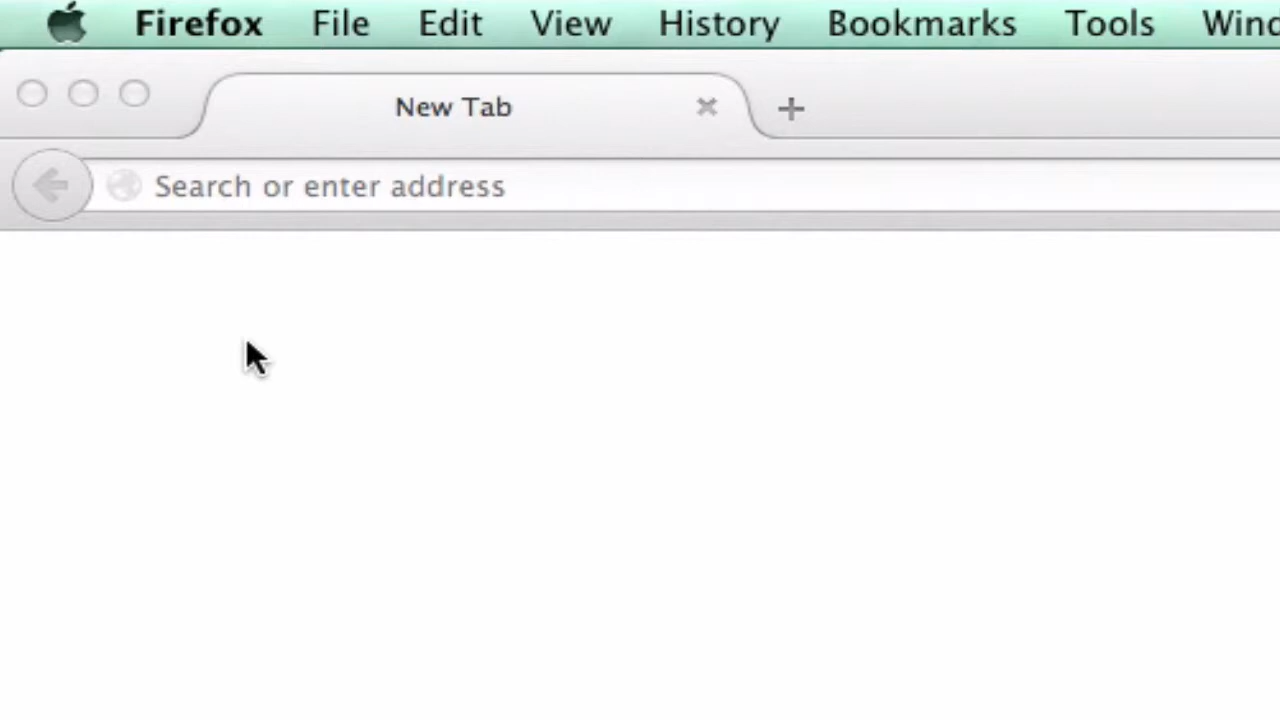 Firefox File Edit View History Bookmarks Tools
New Tab
Search or enter address